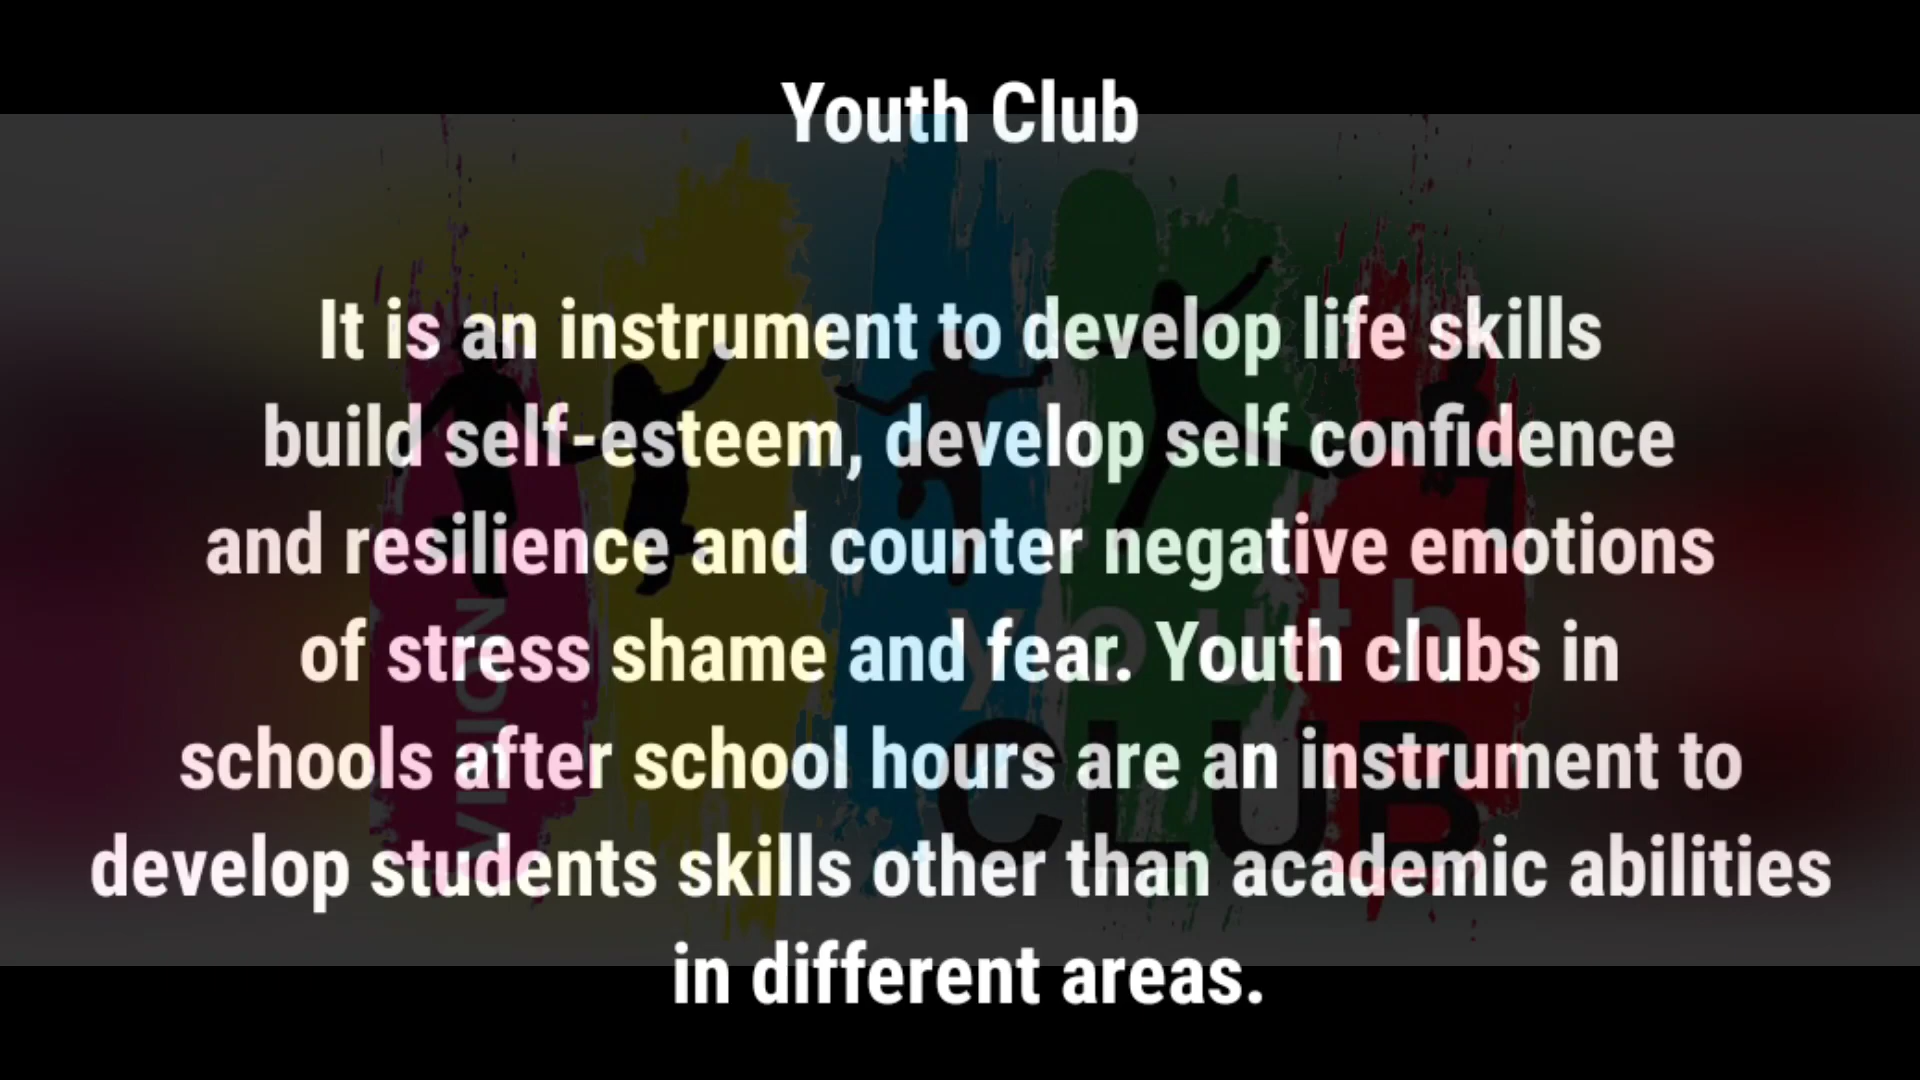 Youth Club
It is an instrument to develop life skills
build self-esteem, develop self confidence
and resilience and counter negative emotions
of stress shame and fear. Youth clubs in
schools after school hours are an instrument to
develop students skills other than academic abilities
in different areas.
youth
CLUB